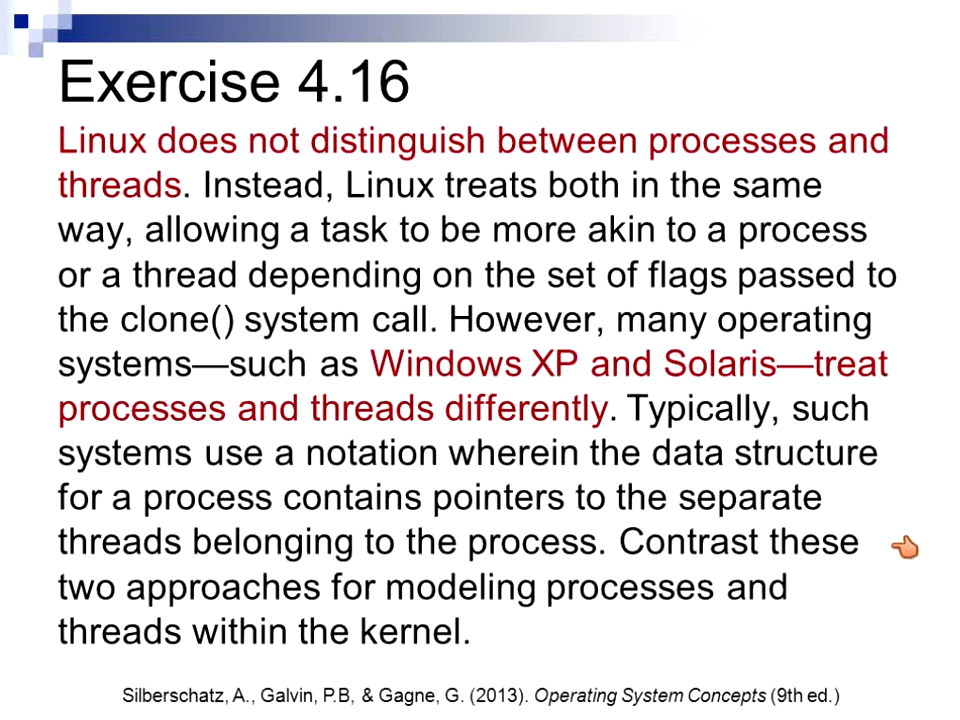 Exercise 4.16
Linux does not distinguish between processes and
threads. Instead, Linux treats both in the same
way, allowing a task to be more akin to a process
or a thread depending on the set of flags passed to
the clone() system call. However, many operating
systems—such as Windows XP and Solaris—treat
processes and threads differently. Typically, such
systems use a notation wherein the data structure
for a process contains pointers to the separate
threads belonging to the process. Contrast these
two approaches for modeling processes and
threads within the kernel.
Silberschatz, A., Galvin, P.B, & Gagne, G. (2013). Operating System Concepts (9th ed.)